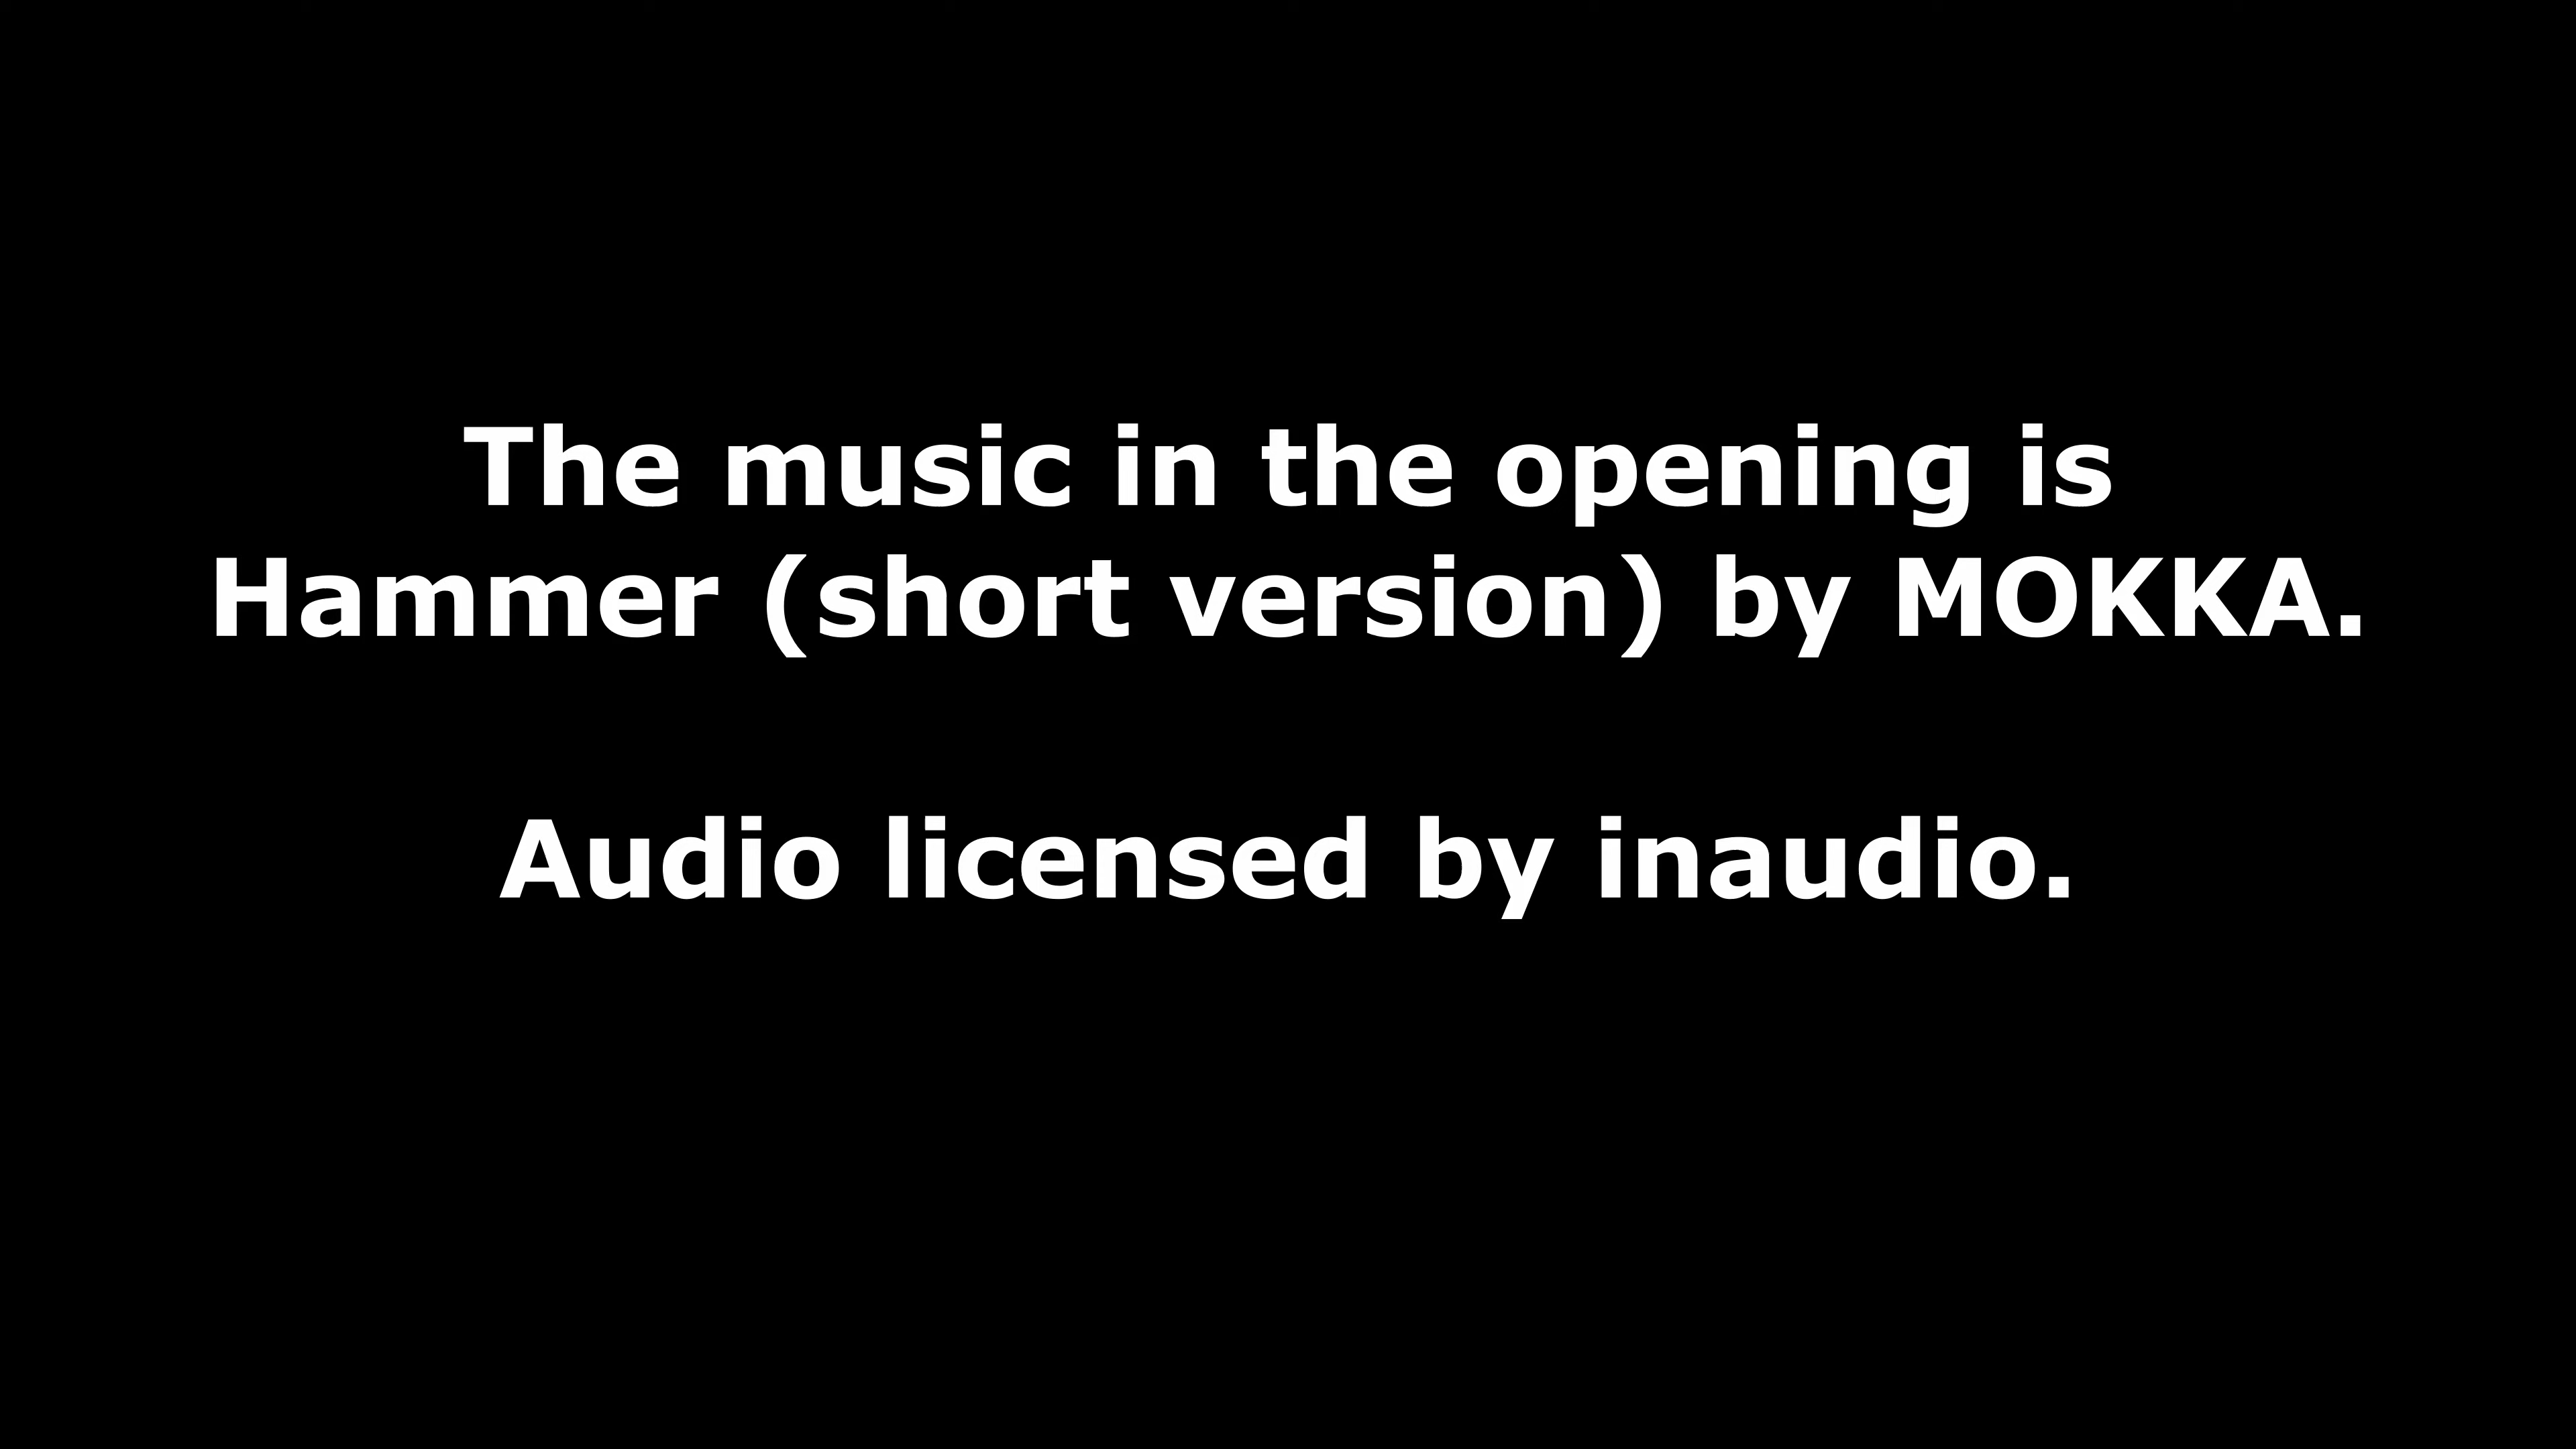 The music in the opening is
Hammer (short version) by MOKKA.
Audio licensed by inaudio.